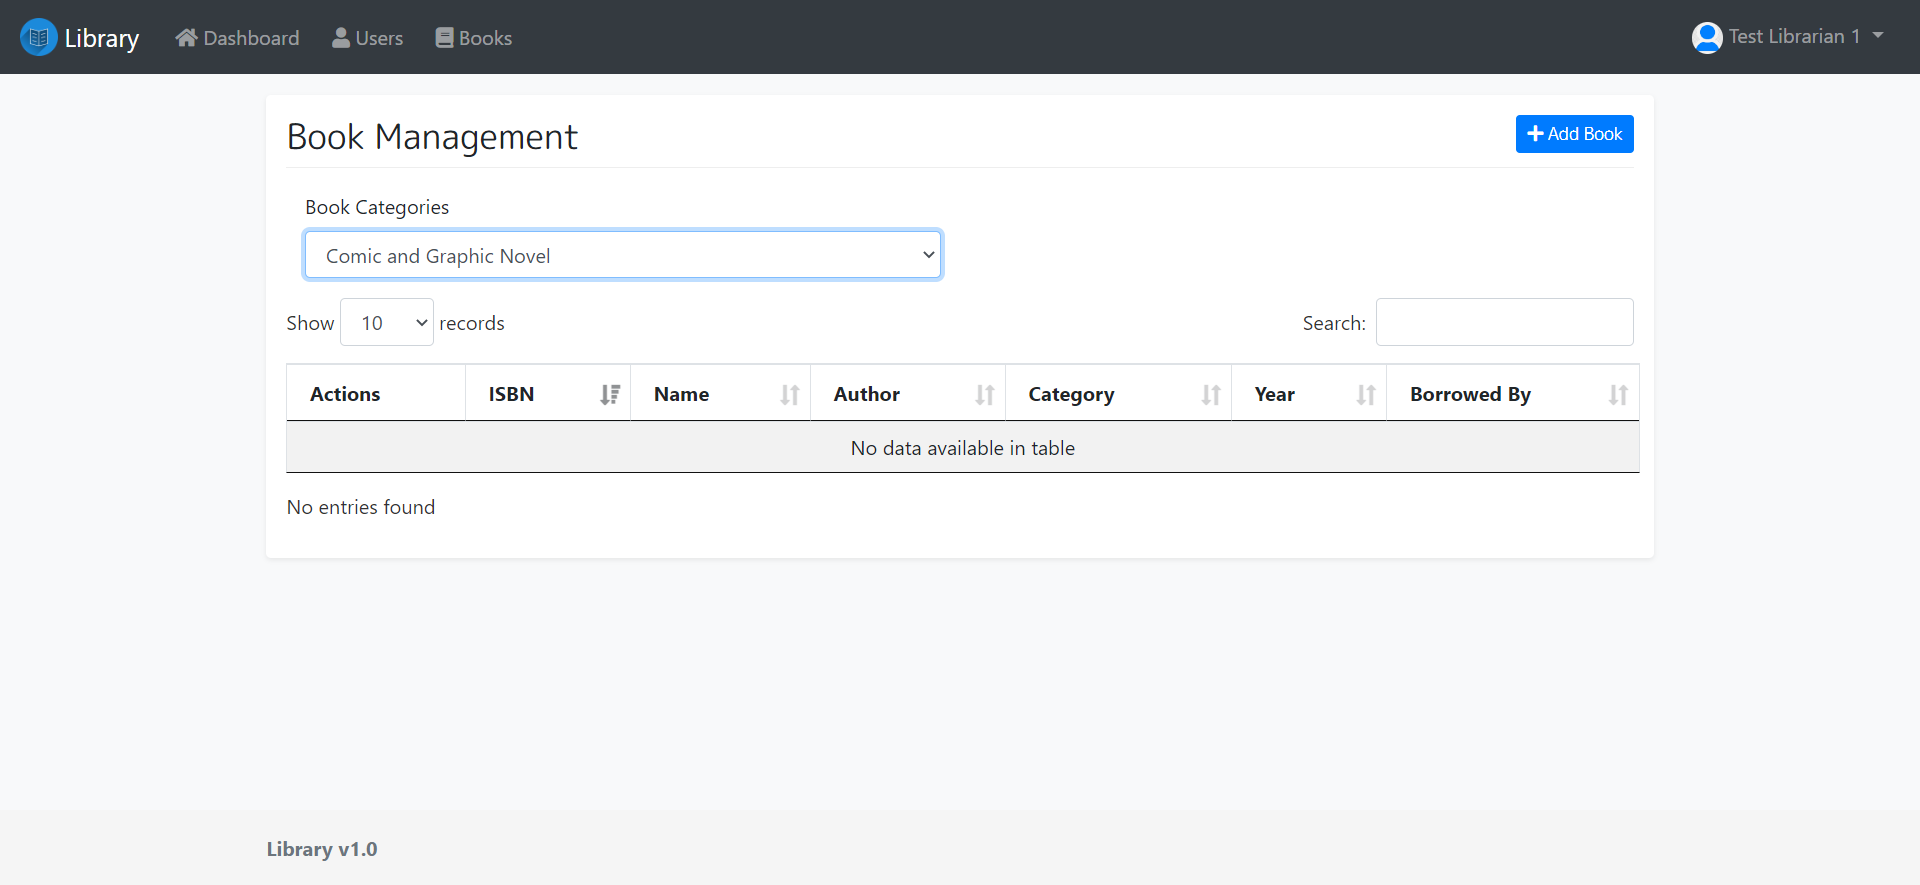 Library Dashboard Users Books Test Librarian 1
Book Management Add Book
Book Categories
Comic and Graphic Novel
Show 10 records Search:
Actions ISBN Name Author Category Year Borrowed By
No data available in table
No entries found
Library v1.0